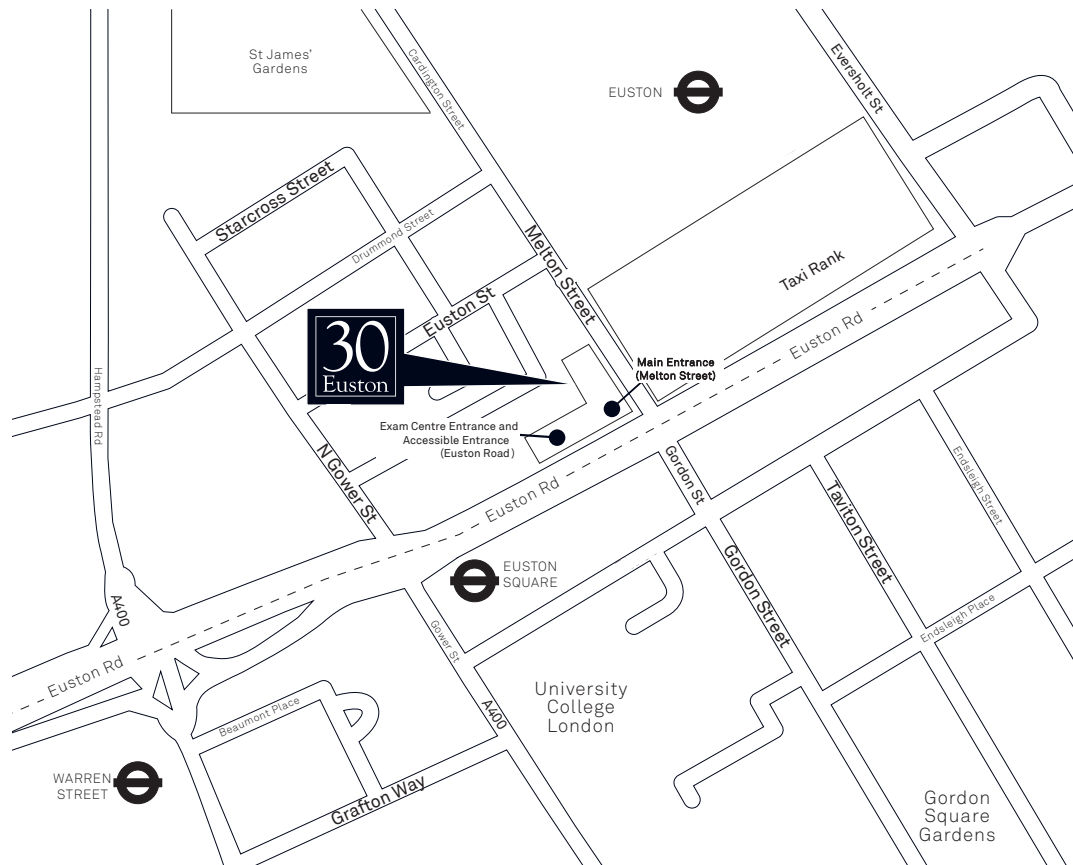 St James'
Gardens
Cardington Street
EUSTON
Eversholt St
Starcross Street
Drummond Street
Melton Street
Taxi Rank
Euston St
30
Euston
Euston Rd
Main Entrance
(Melton Street)
Hampstead Rd
Exam Centre Entrance and
Accessible Entrance
(Euston Road)
N Gower St
Gordon St
Endsleigh Street
Euston Rd
Taviton Street
EUSTON
SQUARE
Gordon Street
A400
Gower St
Endsleigh Place
Euston Rd
University
College
London
Beaumont Place
A400
WARREN
STREET
Grafton Way
Gordon
Square
Gardens